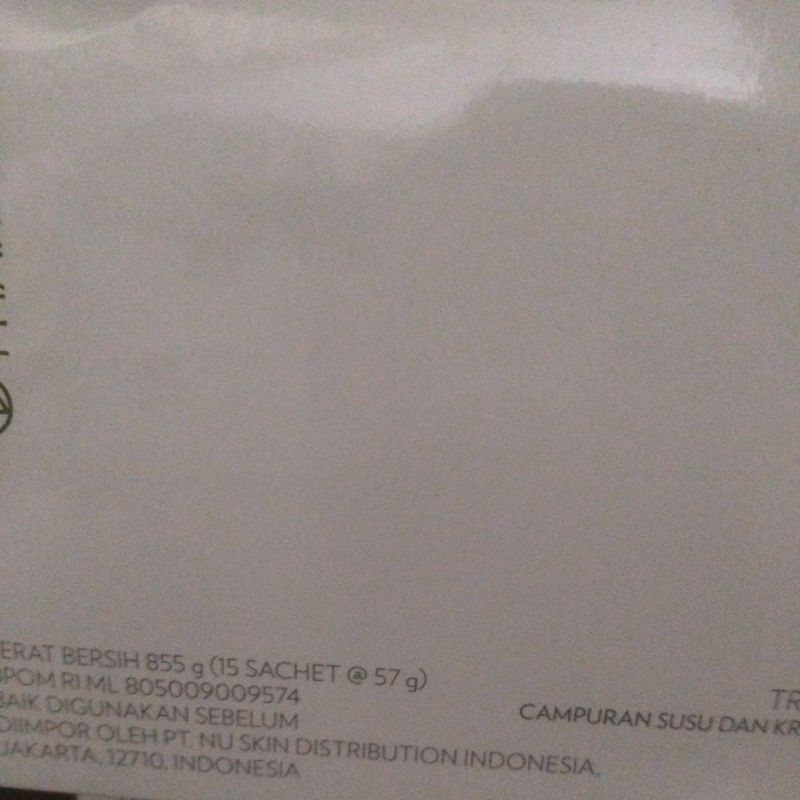 ERAT BERSIH 855 g (15 SACHET @ 57 g)
BPOM RI ML 805009009574
BAIK DIGUNAKAN SEBELUM
DIIMPOR OLEH PT. NU SKIN DISTRIBUTION INDONESIA,
JAKARTA, 12710, INDONESIA
TR
CAMPURAN SUSU DAN KR